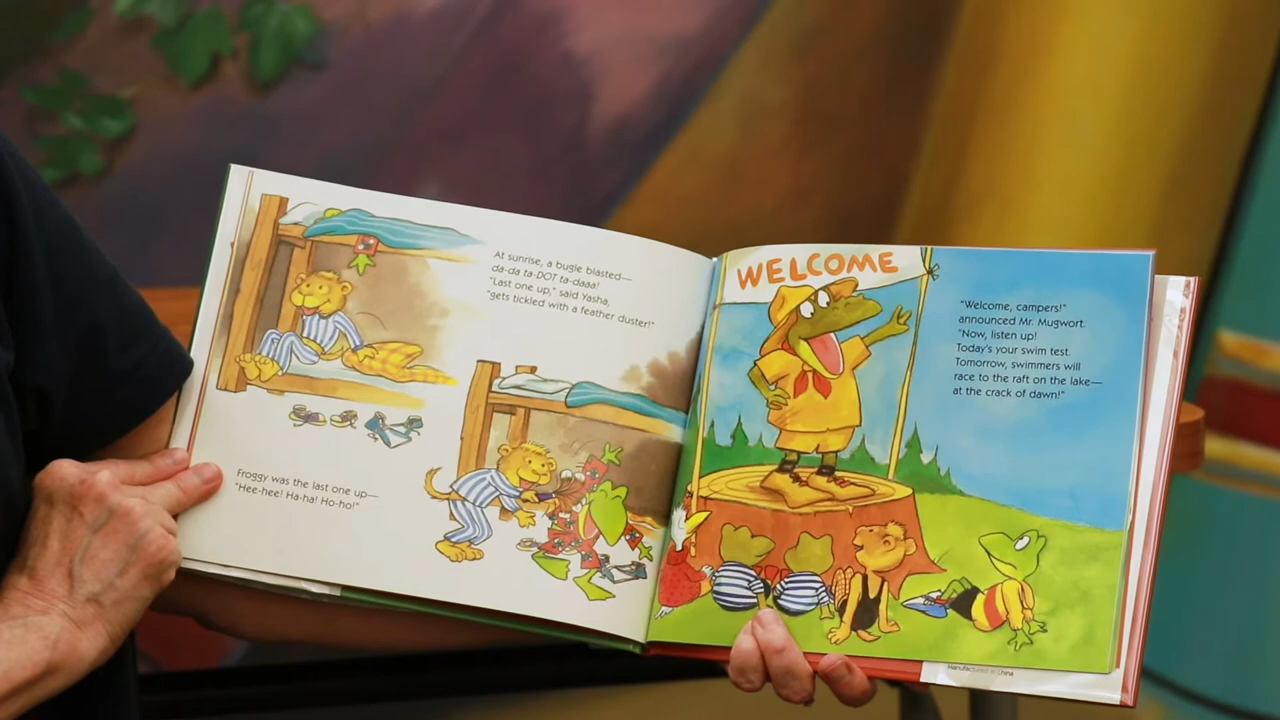 At sunrise, a bugle blasted—
da-da ta-DOT ta-daaa!
"Last one up," said Yasha,
"gets tickled with a feather duster!"
Froggy was the last one up—
"Hee-hee! Ha-ha! Ho-ho!"
WELCOME
"Welcome, campers!"
announced Mr. Mugwort.
"Now, listen up!
Today's your swim test.
Tomorrow, swimmers will
race to the raft on the lake—
at the crack of dawn!"
Manufactured in China